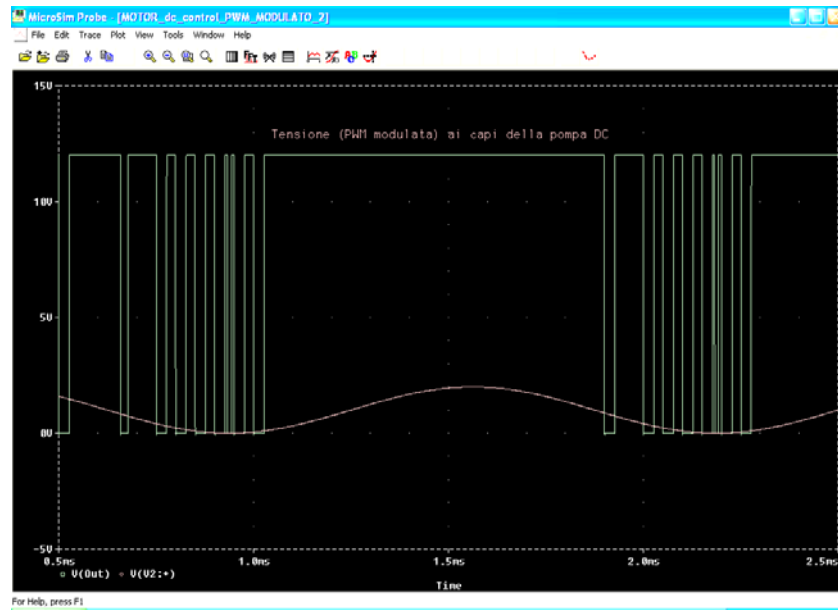 MicroSim Probe - [MOTOR_dc_control_PWM_MODULATO_2]
File Edit Trace Plot View Tools Window Help
15V
Tensione (PWM modulata) ai capi della pompa DC
10V
5V
0V
-5V
0.5ms 1.0ms 1.5ms 2.0ms 2.5ms
V(Out) V(V2:+)
Time
For Help, press F1